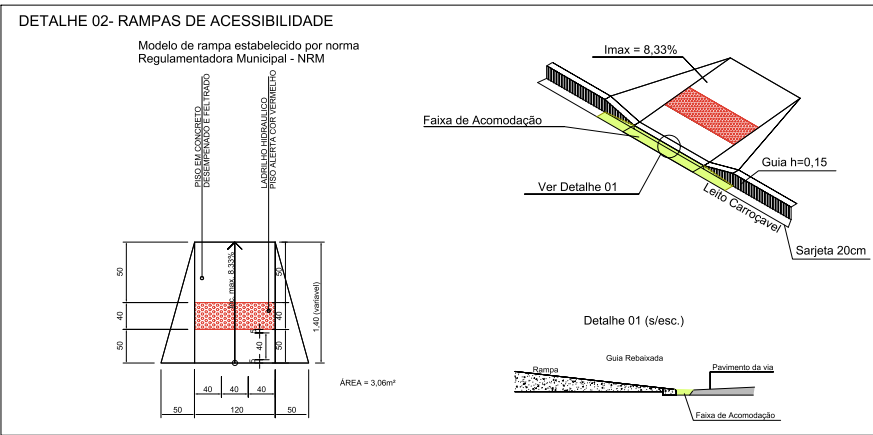 DETALHE 02- RAMPAS DE ACESSIBILIDADE
Modelo de rampa estabelecido por norma
Regulamentadora Municipal - NRM
PISO EM CONCRETO
DESEMPENADO E FELTRADO
LADRILHO HIDRAULICO
PISO ALERTA COR VERMELHO
50
40
50
max. 8,33%
50
40
50
40
1,40 (variavel)
40
40
40
50
120
50
ÁREA = 3,06m²
Imax = 8,33%
Faixa de Acomodação
Ver Detalhe 01
Guia h=0,15
Leito Carroçavel
Sarjeta 20cm
Detalhe 01 (s/esc.)
Guia Rebaixada
Rampa
Pavimento da via
Faixa de Acomodação